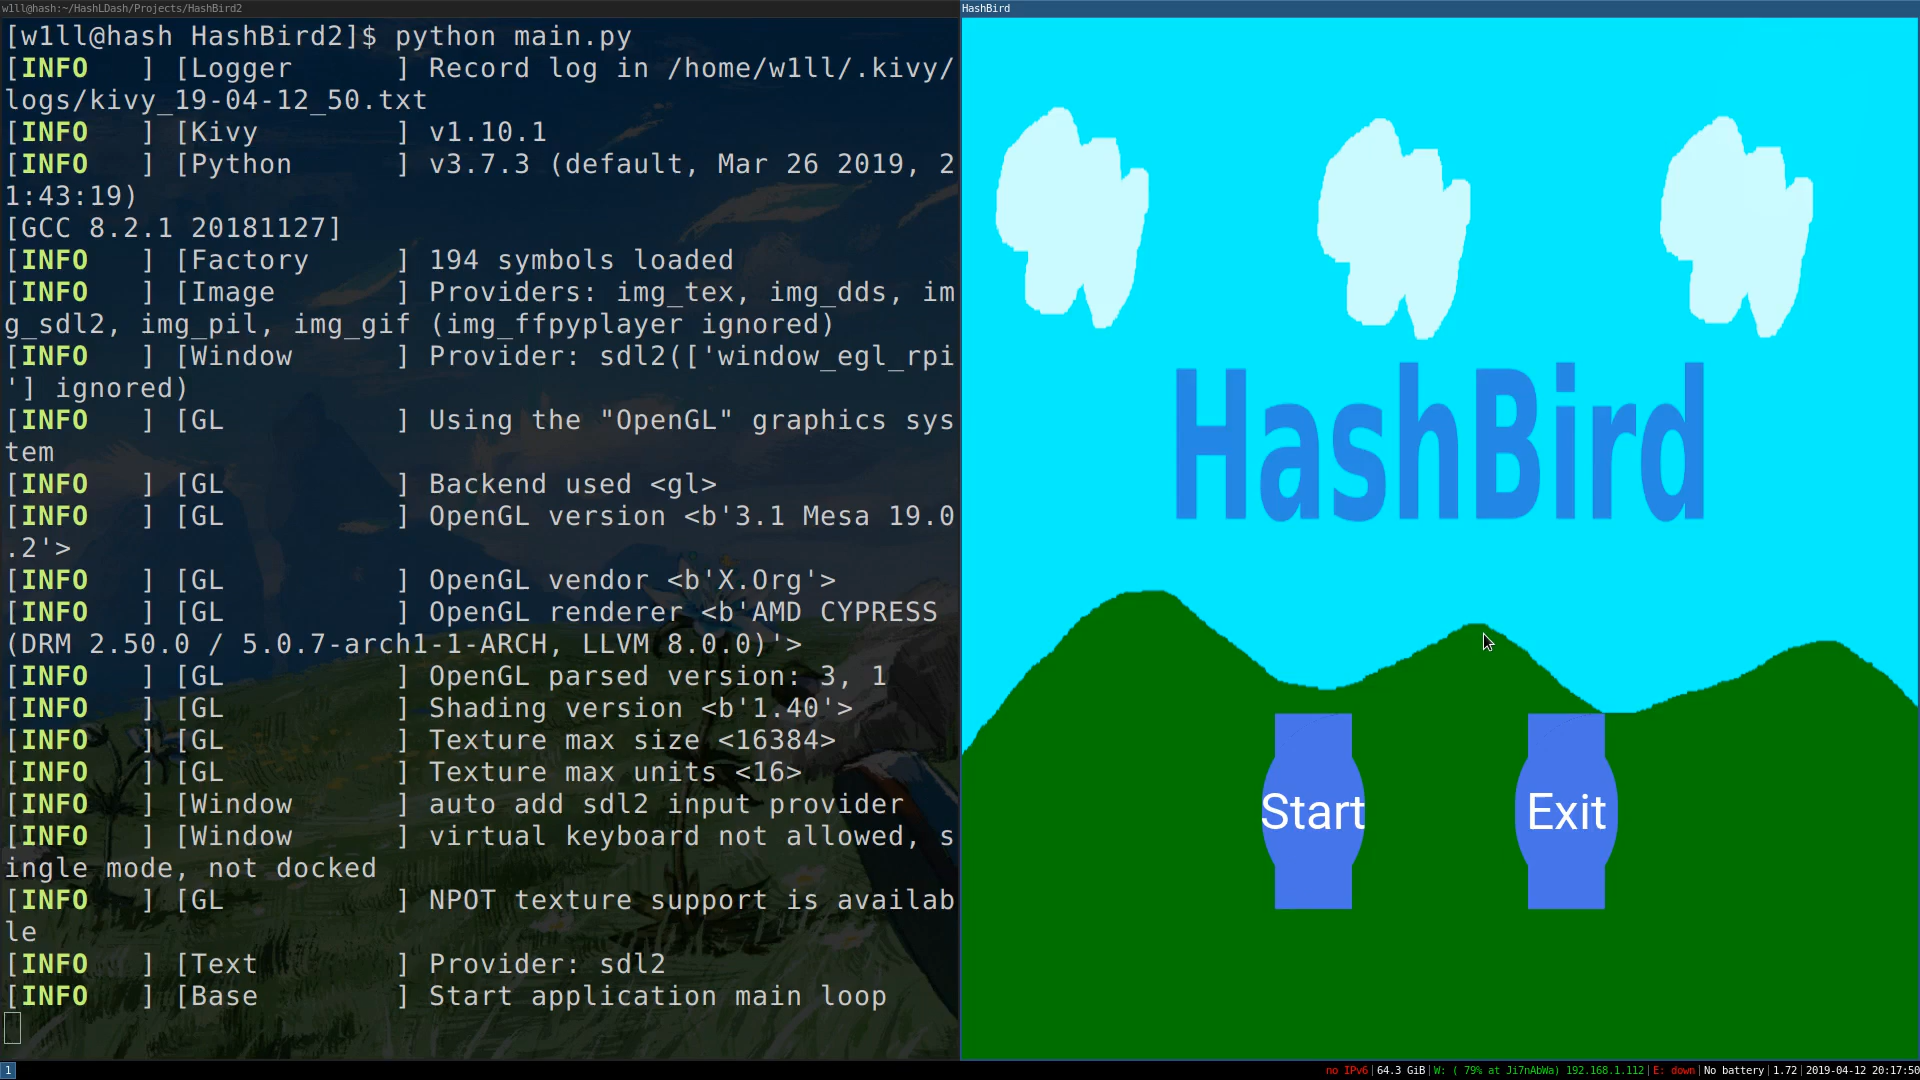 w1ll@hash:~/HashLDash/Projects/HashBird2
[w1ll@hash HashBird2]$ python main.py
[INFO   ] [Logger      ] Record log in /home/w1ll/.kivy/
logs/kivy_19-04-12_50.txt
[INFO   ] [Kivy        ] v1.10.1
[INFO   ] [Python      ] v3.7.3 (default, Mar 26 2019, 2
1:43:19)
[GCC 8.2.1 20181127]
[INFO   ] [Factory     ] 194 symbols loaded
[INFO   ] [Image       ] Providers: img_tex, img_dds, im
g_sdl2, img_pil, img_gif (img_ffpyplayer ignored)
[INFO   ] [Window      ] Provider: sdl2(['window_egl_rpi
'] ignored)
[INFO   ] [GL          ] Using the "OpenGL" graphics sys
tem
[INFO   ] [GL          ] Backend used <gl>
[INFO   ] [GL          ] OpenGL version <b'3.1 Mesa 19.0
.2'>
[INFO   ] [GL          ] OpenGL vendor <b'X.Org'>
[INFO   ] [GL          ] OpenGL renderer <b'AMD CYPRESS
(DRM 2.50.0 / 5.0.7-arch1-1-ARCH, LLVM 8.0.0)'>
[INFO   ] [GL          ] OpenGL parsed version: 3, 1
[INFO   ] [GL          ] Shading version <b'1.40'>
[INFO   ] [GL          ] Texture max size <16384>
[INFO   ] [GL          ] Texture max units <16>
[INFO   ] [Window      ] auto add sdl2 input provider
[INFO   ] [Window      ] virtual keyboard not allowed, s
ingle mode, not docked
[INFO   ] [GL          ] NPOT texture support is availab
le
[INFO   ] [Text        ] Provider: sdl2
[INFO   ] [Base        ] Start application main loop
HashBird
HashBird
Start
Exit
1
no IPv6|64.3 GiB|W: ( 79% at Ji7nAbWa) 192.168.1.112|E: down|No battery|1.72|2019-04-12 20:17:50